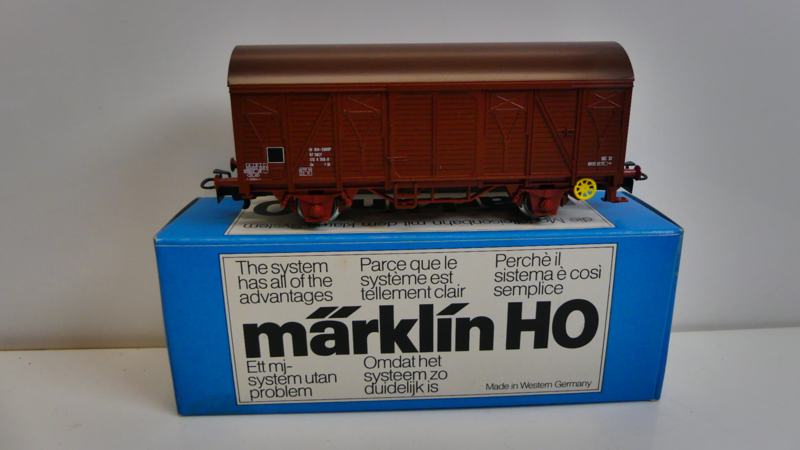 The system
has all of the
advantages
Parce que le
système est
tellement clair
Perchè il
sistema è così
semplice
märklin HO
Ett mj-
system utan
problem
Omdat het
systeem zo
duidelijk is
Made in Western Germany